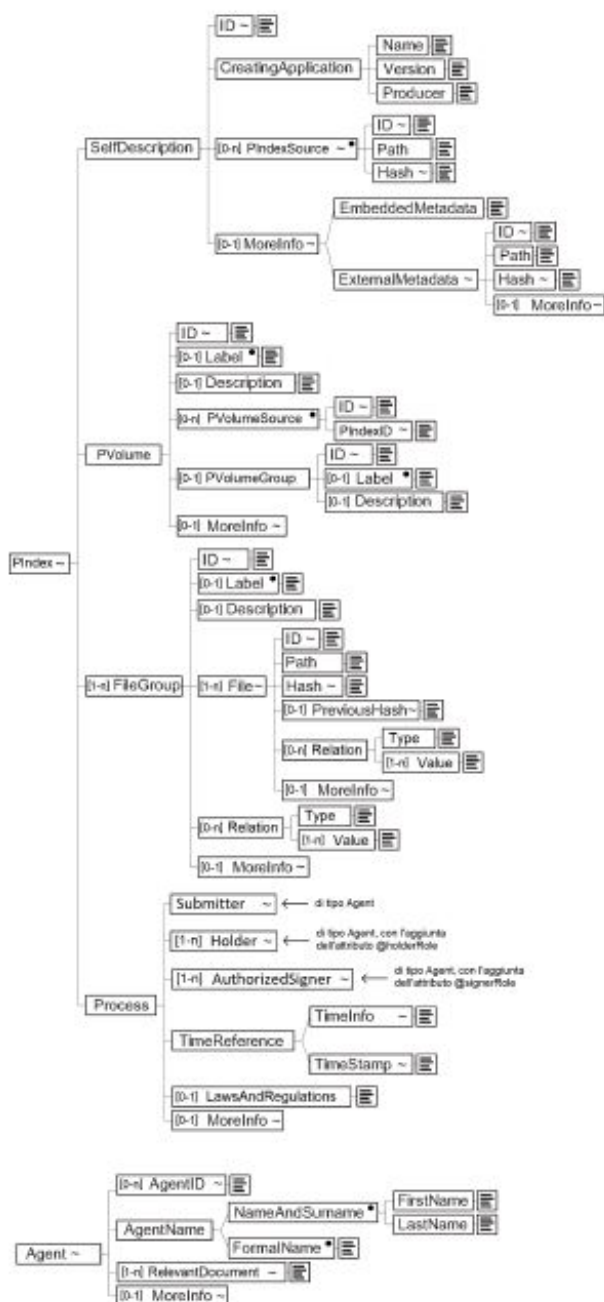 ID ~
CreatingApplication
Name
Version
Producer
SelfDescription
[0-n] PIndexSource ~
ID ~
Path
Hash ~
[0-1] MoreInfo ~
EmbeddedMetadata
ExternalMetadata ~
ID ~
Path
Hash ~
[0-1] MoreInfo ~
PVolume
ID ~
[0-1] Label
[0-1] Description
[0-n] PVolumeSource
ID ~
PIndexID ~
[0-1] PVolumeGroup
ID ~
[0-1] Label
[0-1] Description
[0-1] MoreInfo ~
PIndex ~
[1-n] FileGroup
ID ~
[0-1] Label
[0-1] Description
[1-n] File ~
ID ~
Path
Hash ~
[0-1] PreviousHash ~
[0-n] Relation
Type
[1-n] Value
[0-1] MoreInfo ~
[0-n] Relation
Type
[1-n] Value
[0-1] MoreInfo ~
Process
Submitter ~
di tipo Agent
[1-n] Holder ~
di tipo Agent, con l'aggiunta
dell'attributo @holderRole
[1-n] AuthorizedSigner ~
di tipo Agent, con l'aggiunta
dell'attributo @signerRole
TimeReference
TimeInfo ~
TimeStamp ~
[0-1] LawsAndRegulations
[0-1] MoreInfo ~
Agent ~
[0-n] AgentID ~
AgentName
NameAndSurname
FirstName
LastName
FormalName
[1-n] RelevantDocument ~
[0-1] MoreInfo ~